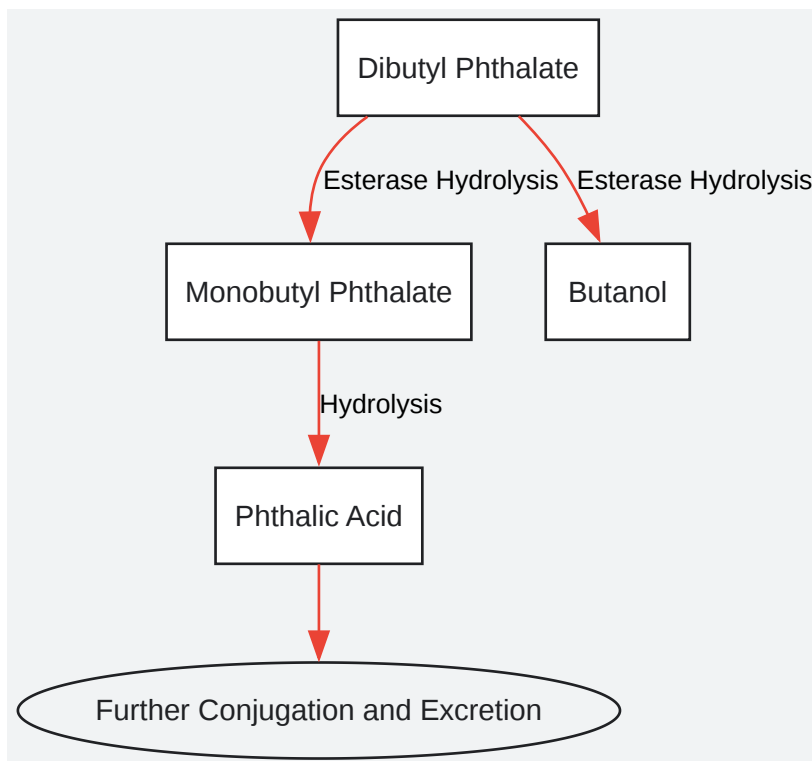 Dibutyl Phthalate
Esterase Hydrolysis
Esterase Hydrolysis
Monobutyl Phthalate
Butanol
Hydrolysis
Phthalic Acid
Further Conjugation and Excretion